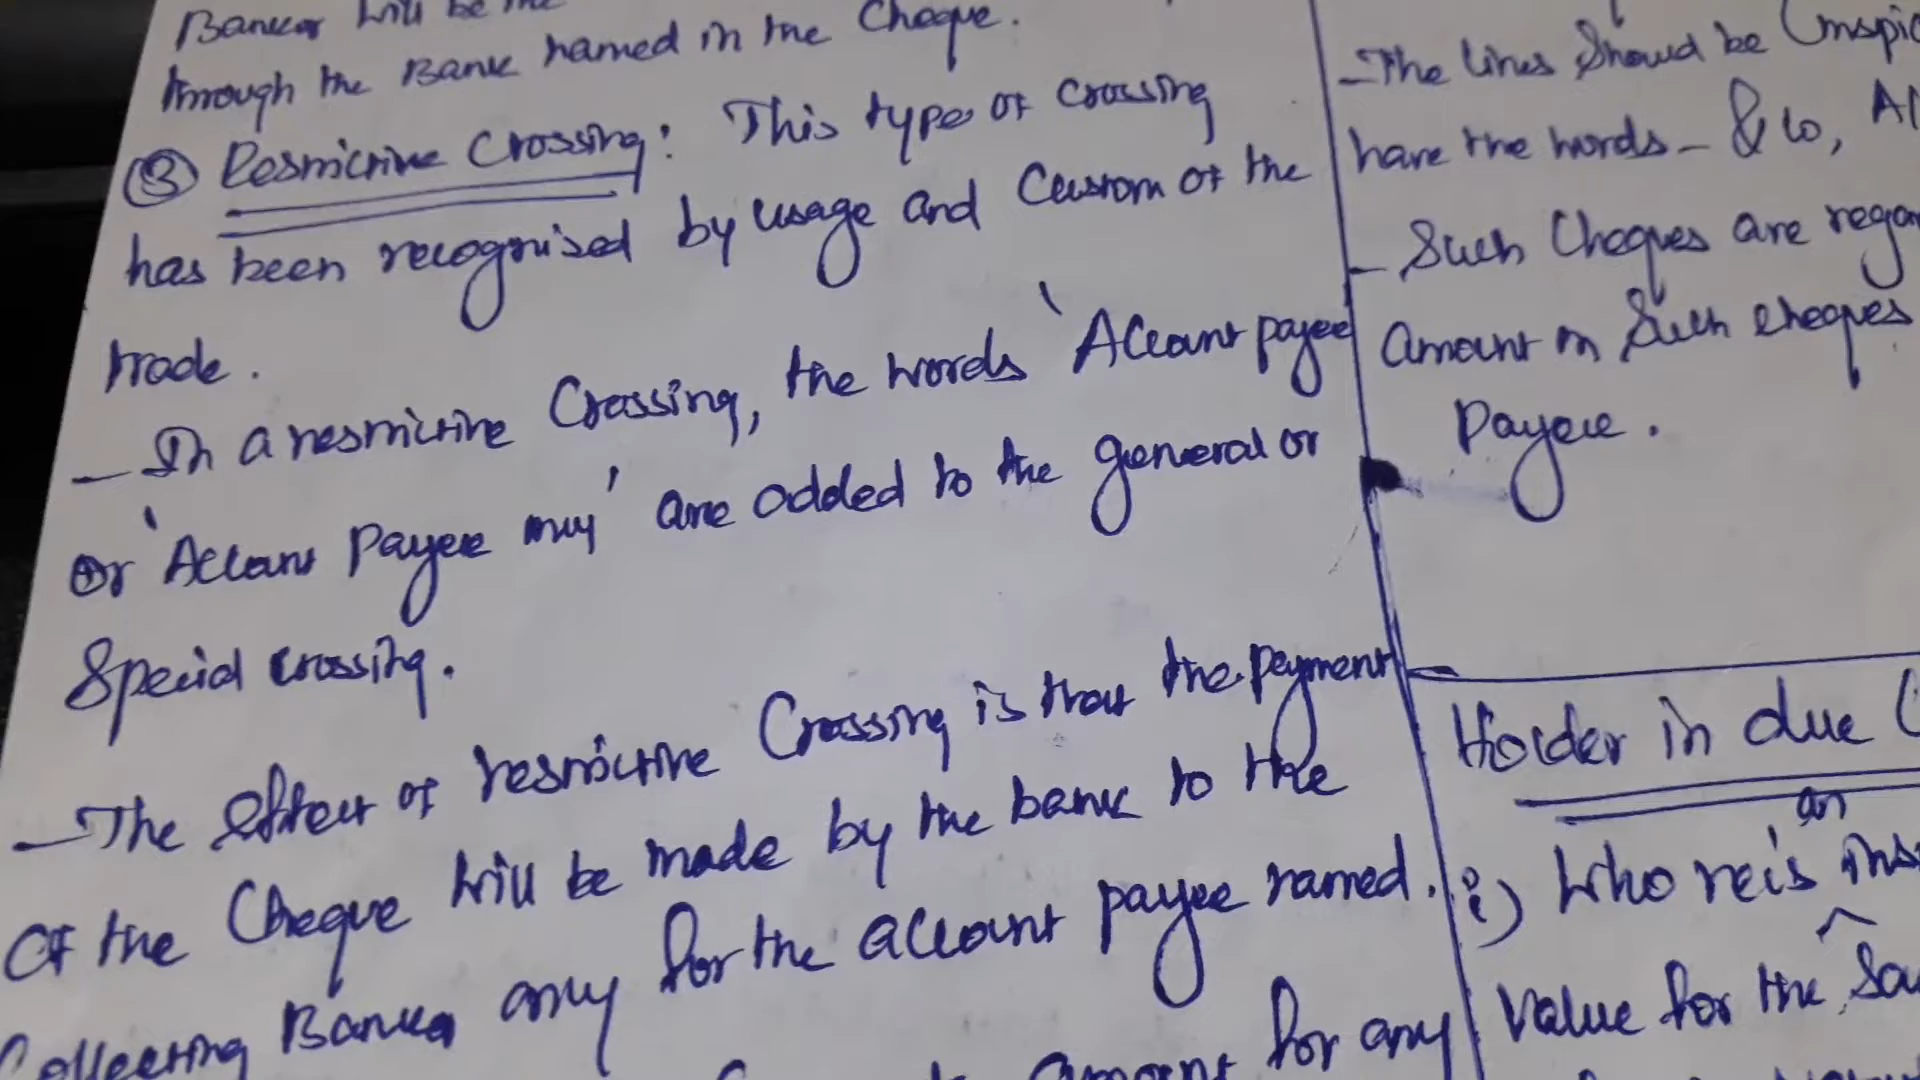 Banker will be
through the Bank named in the Cheque.
③ Restrictive Crossing: This type of crossing
has been recognised by usage and Custom of the
trade.
- In a restrictive Crossing, the words 'Account payee
or 'Account Payee only' are added to the general or
Special crossing.
- The effect of restrictive Crossing is that the payment
of the Cheque will be made by the bank to the
Collecting Banker only for the account payee named.
amount for any
- The lines should be
have the words - & Co, A/
- Such Cheques are
amount in such cheques
Payee.
Holder in due
i) Who is
an
value for the